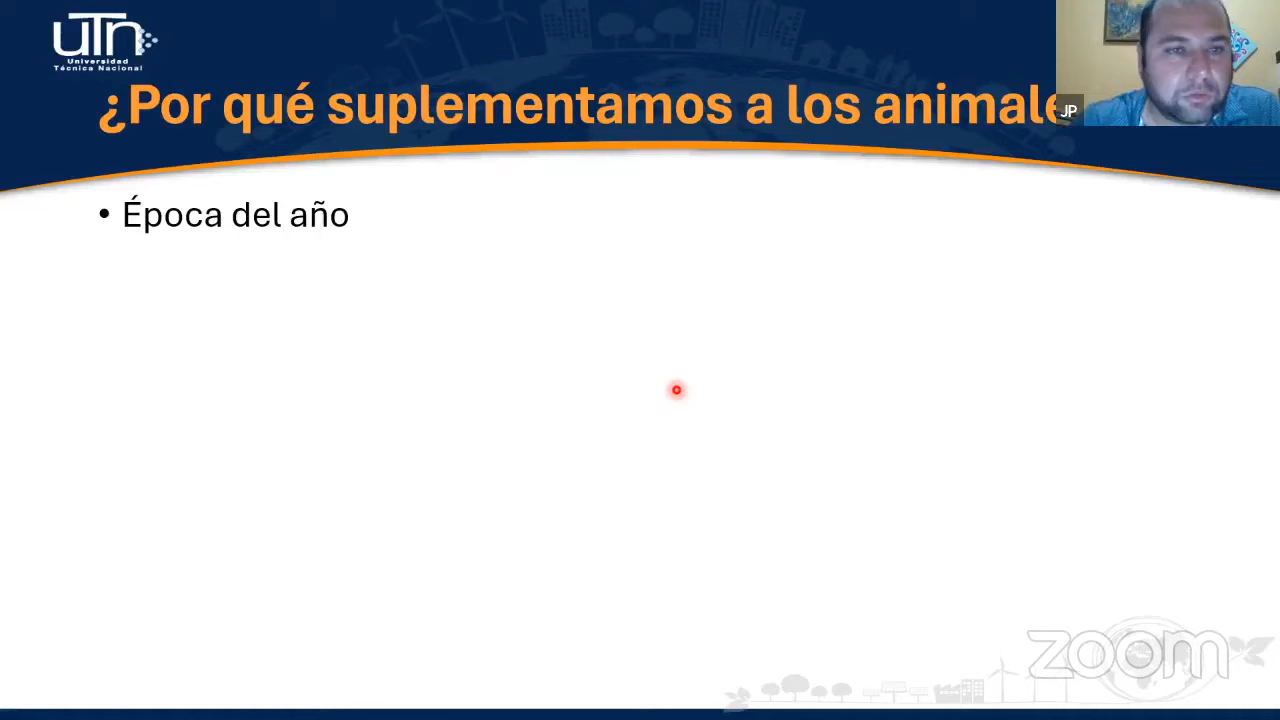 uTn
Universidad
Técnica Nacional
¿Por qué suplementamos a los animale
JP
• Época del año
zoom